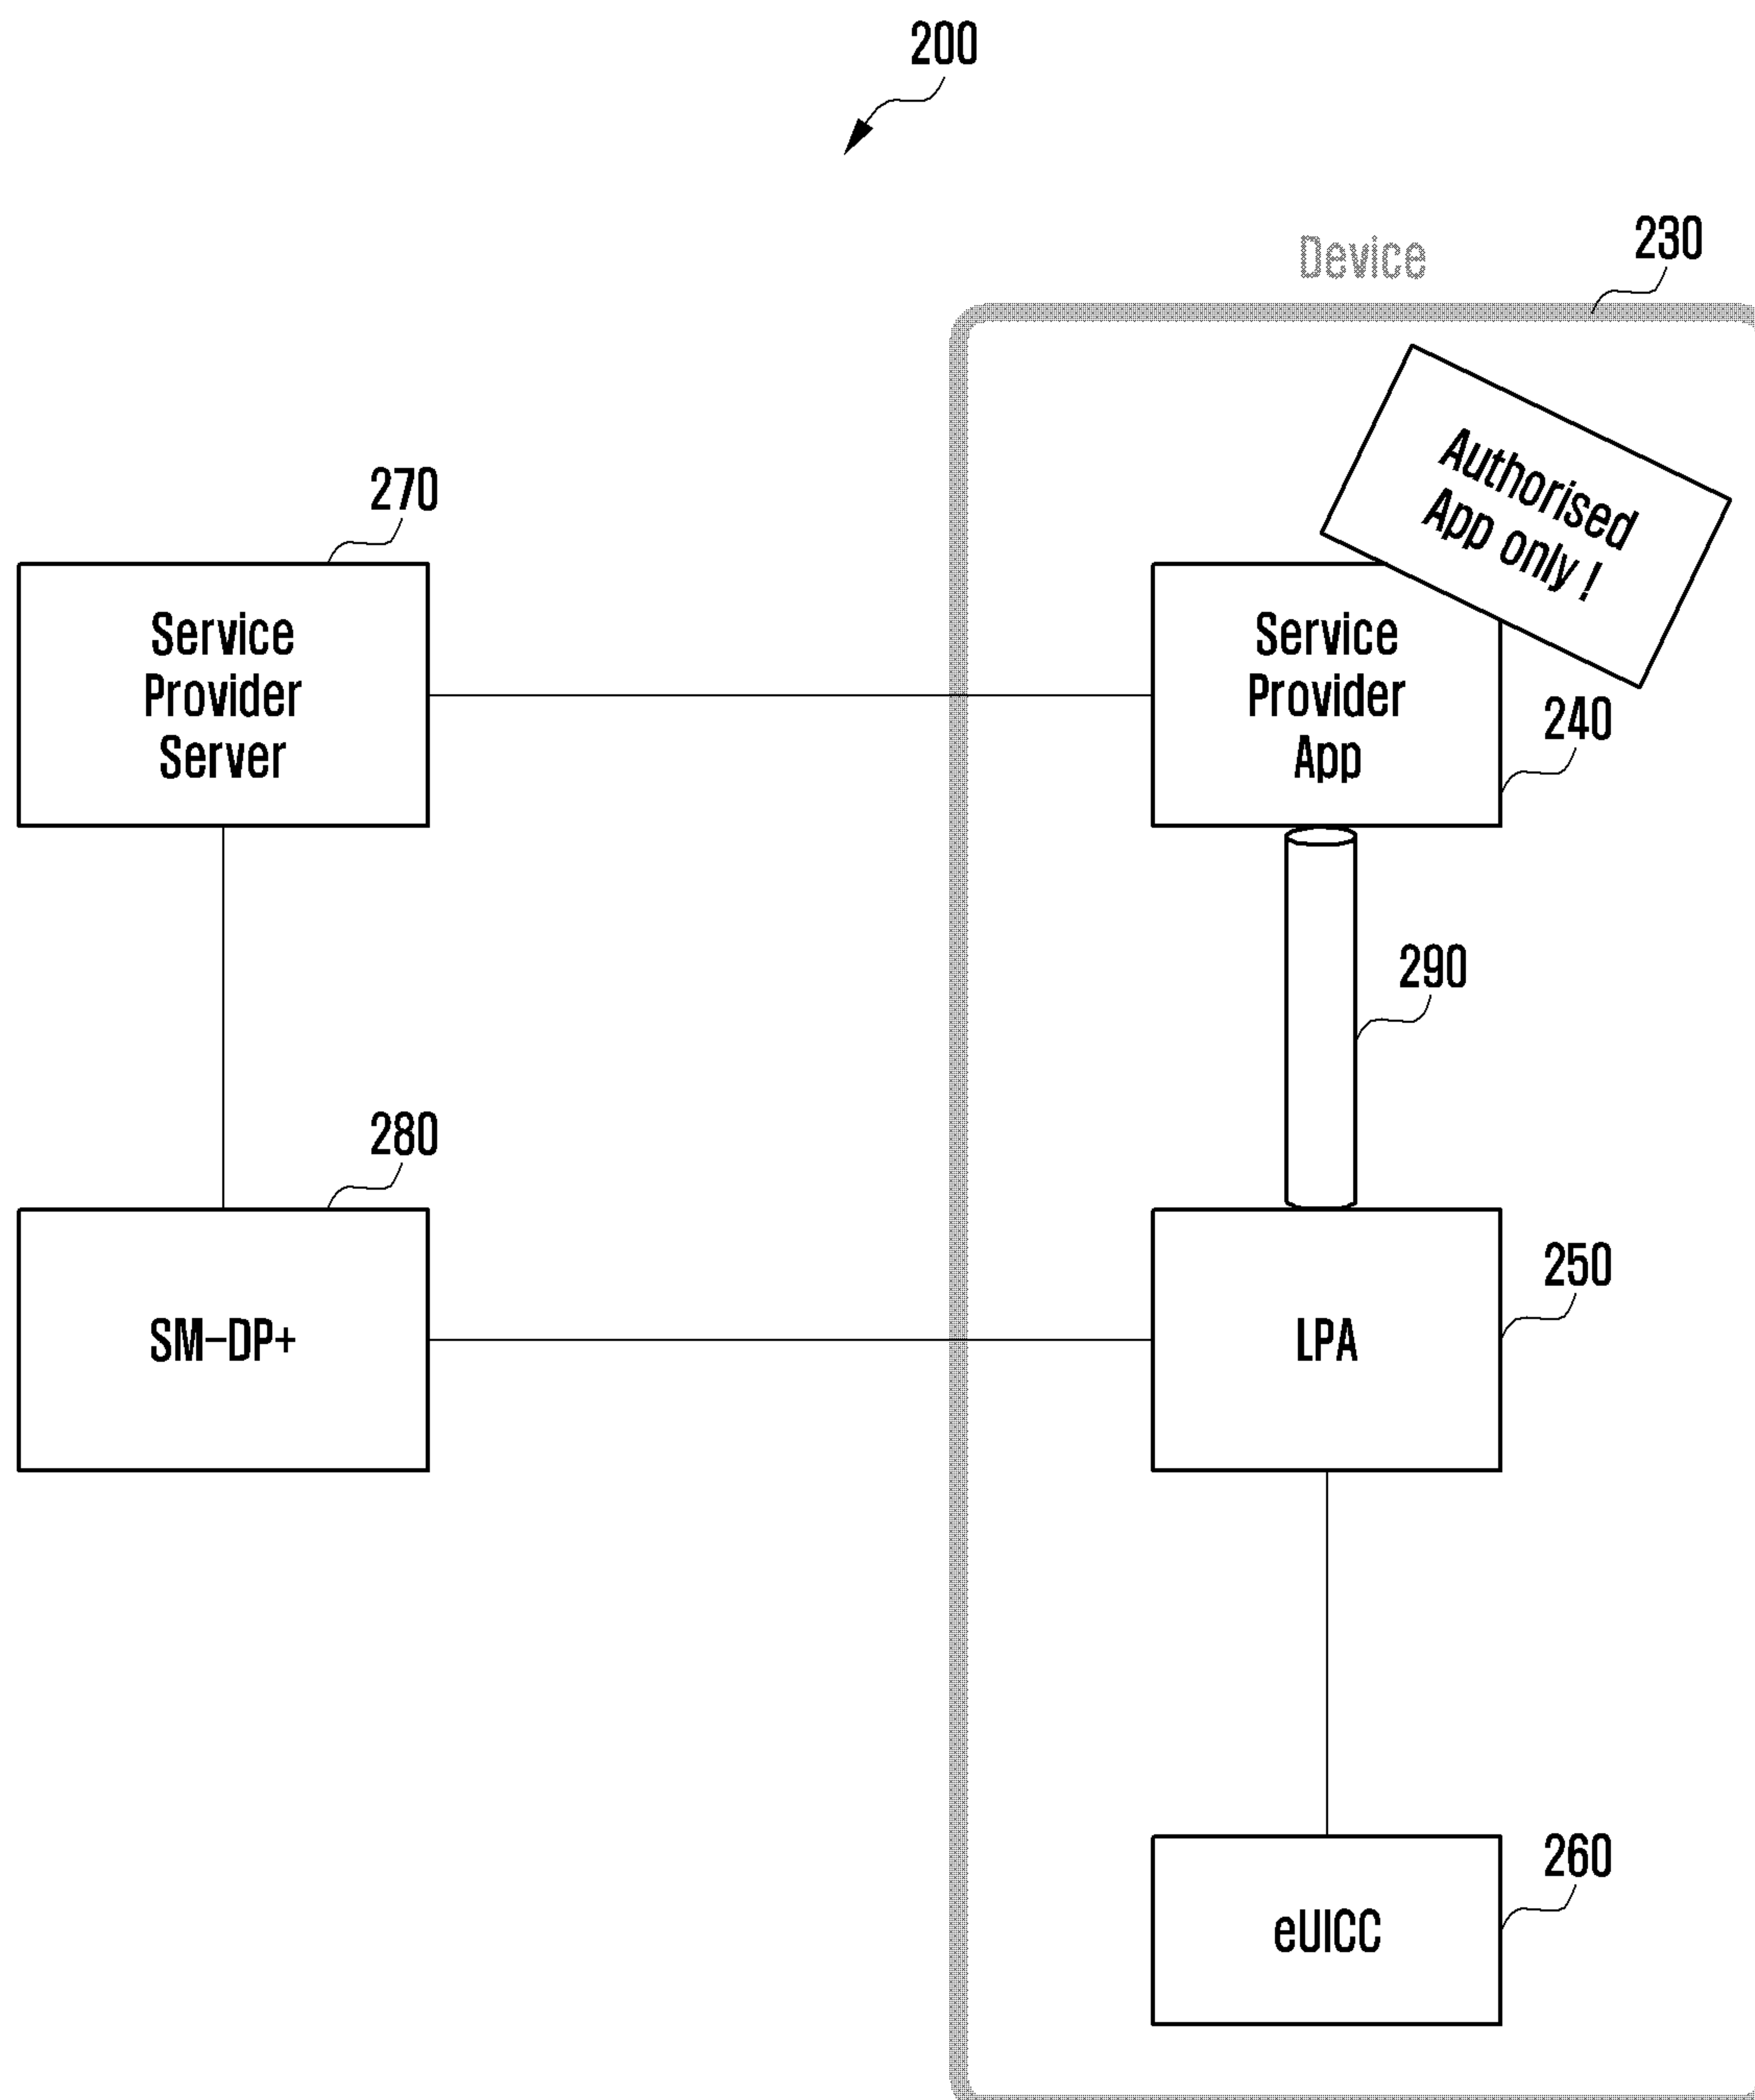 200
Device
230
Authorised
App only !
270
Service
Provider
Server
Service
Provider
App
240
290
280
SM-DP+
LPA
250
eUICC
260